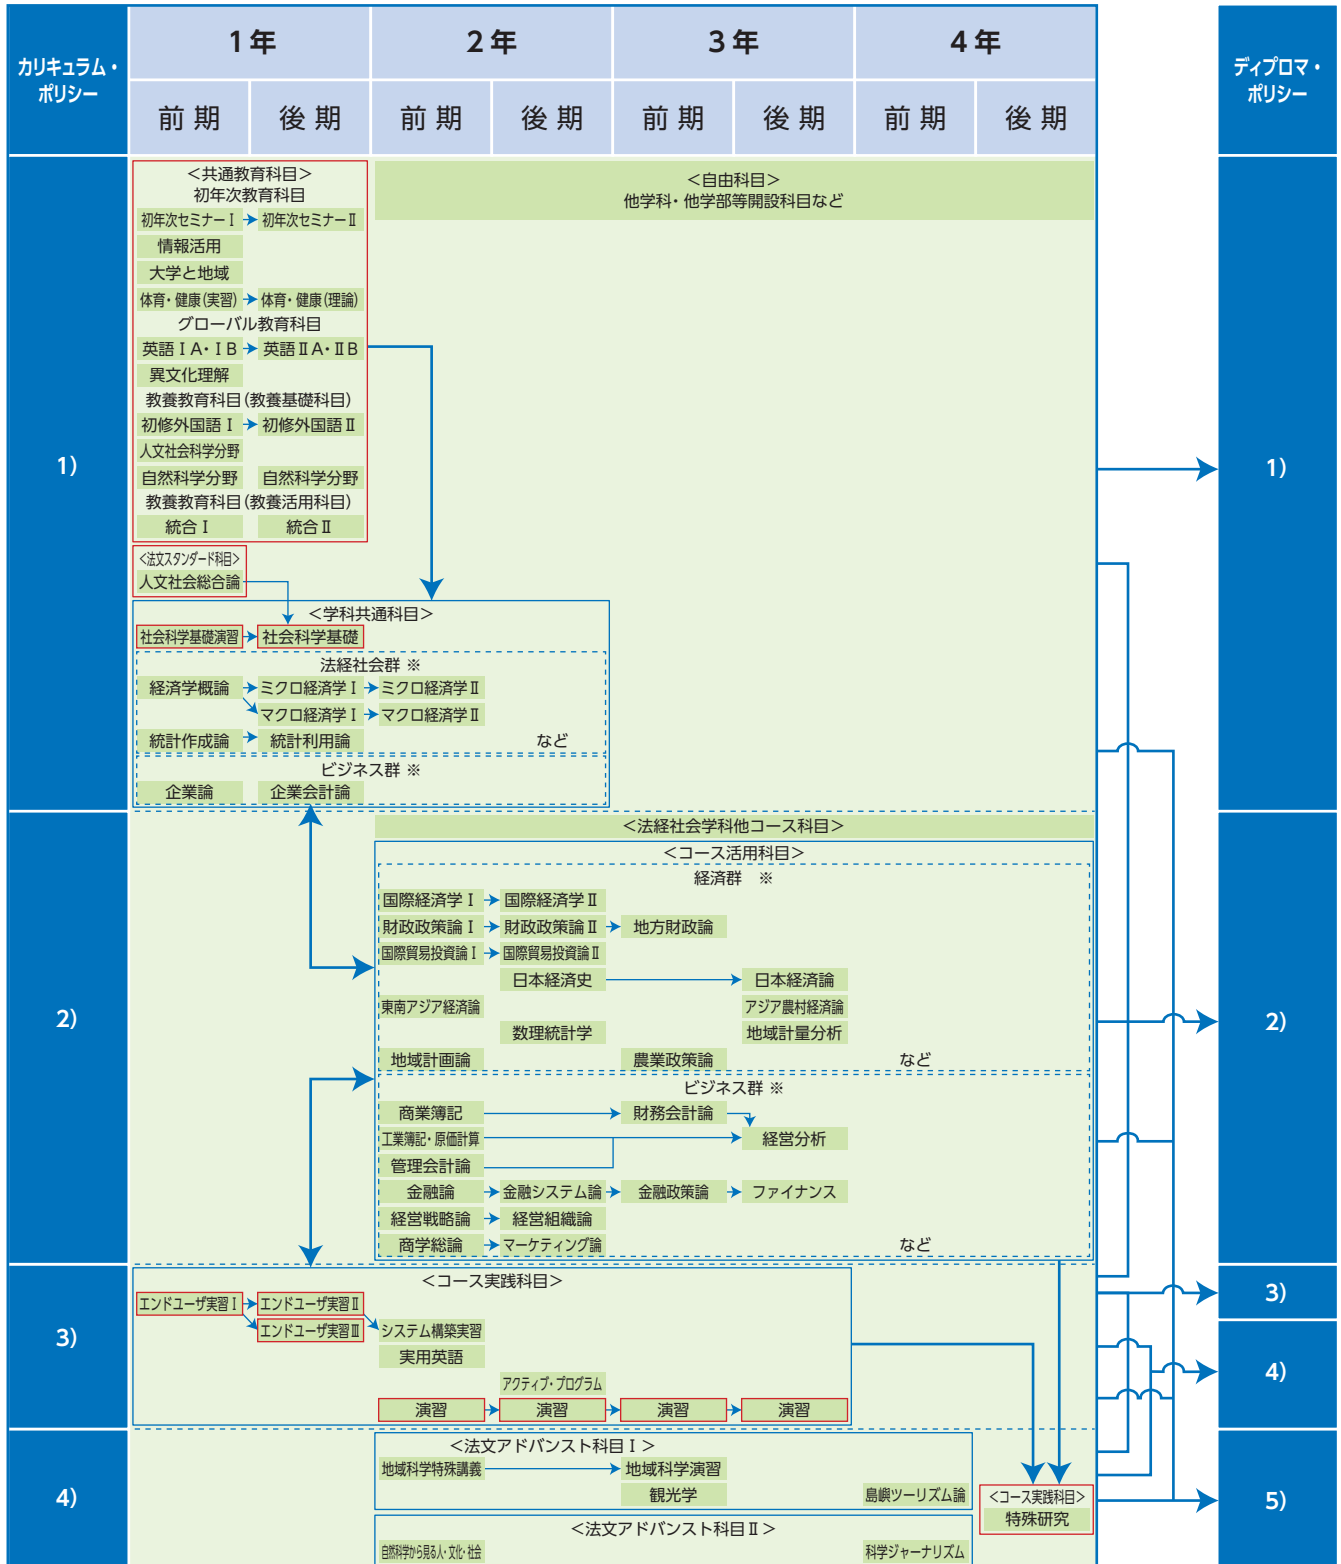 カリキュラム・
ポリシー
1年
2年
3年
4年
ディプロマ・
ポリシー
前期
後期
前期
後期
前期
後期
前期
後期
1)
＜共通教育科目＞
初年次教育科目
初年次セミナーⅠ
初年次セミナーⅡ
情報活用
大学と地域
体育・健康(実習)
体育・健康(理論)
グローバル教育科目
英語ⅠA・ⅠB
英語ⅡA・ⅡB
異文化理解
教養教育科目(教養基礎科目)
初修外国語Ⅰ
初修外国語Ⅱ
人文社会科学分野
自然科学分野
自然科学分野
教養教育科目(教養活用科目)
統合Ⅰ
統合Ⅱ
＜自由科目＞
他学科・他学部等開設科目など
1)
＜法文スタンダード科目＞
人文社会総合論
＜学科共通科目＞
社会科学基礎演習
社会科学基礎
法経社会群 ※
経済学概論
ミクロ経済学Ⅰ
ミクロ経済学Ⅱ
マクロ経済学Ⅰ
マクロ経済学Ⅱ
統計作成論
統計利用論
など
ビジネス群 ※
企業論
企業会計論
2)
＜法経社会学科他コース科目＞
＜コース活用科目＞
経済群 ※
国際経済学Ⅰ
国際経済学Ⅱ
財政政策論Ⅰ
財政政策論Ⅱ
地方財政論
国際貿易投資論Ⅰ
国際貿易投資論Ⅱ
日本経済史
日本経済論
東南アジア経済論
アジア農村経済論
数理統計学
地域計量分析
地域計画論
農業政策論
など
2)
ビジネス群 ※
商業簿記
財務会計論
工業簿記・原価計算
経営分析
管理会計論
金融論
金融システム論
金融政策論
ファイナンス
経営戦略論
経営組織論
商学総論
マーケティング論
など
3)
＜コース実践科目＞
エンドユーザ実習Ⅰ
エンドユーザ実習Ⅱ
エンドユーザ実習Ⅲ
システム構築実習
実用英語
アクティブ・プログラム
演習
演習
演習
演習
3)
4)
4)
＜法文アドバンスト科目Ⅰ＞
地域科学特殊講義
地域科学演習
観光学
島嶼ツーリズム論
＜コース実践科目＞
特殊研究
5)
＜法文アドバンスト科目Ⅱ＞
自然科学から見る人・文化・社会
科学ジャーナリズム